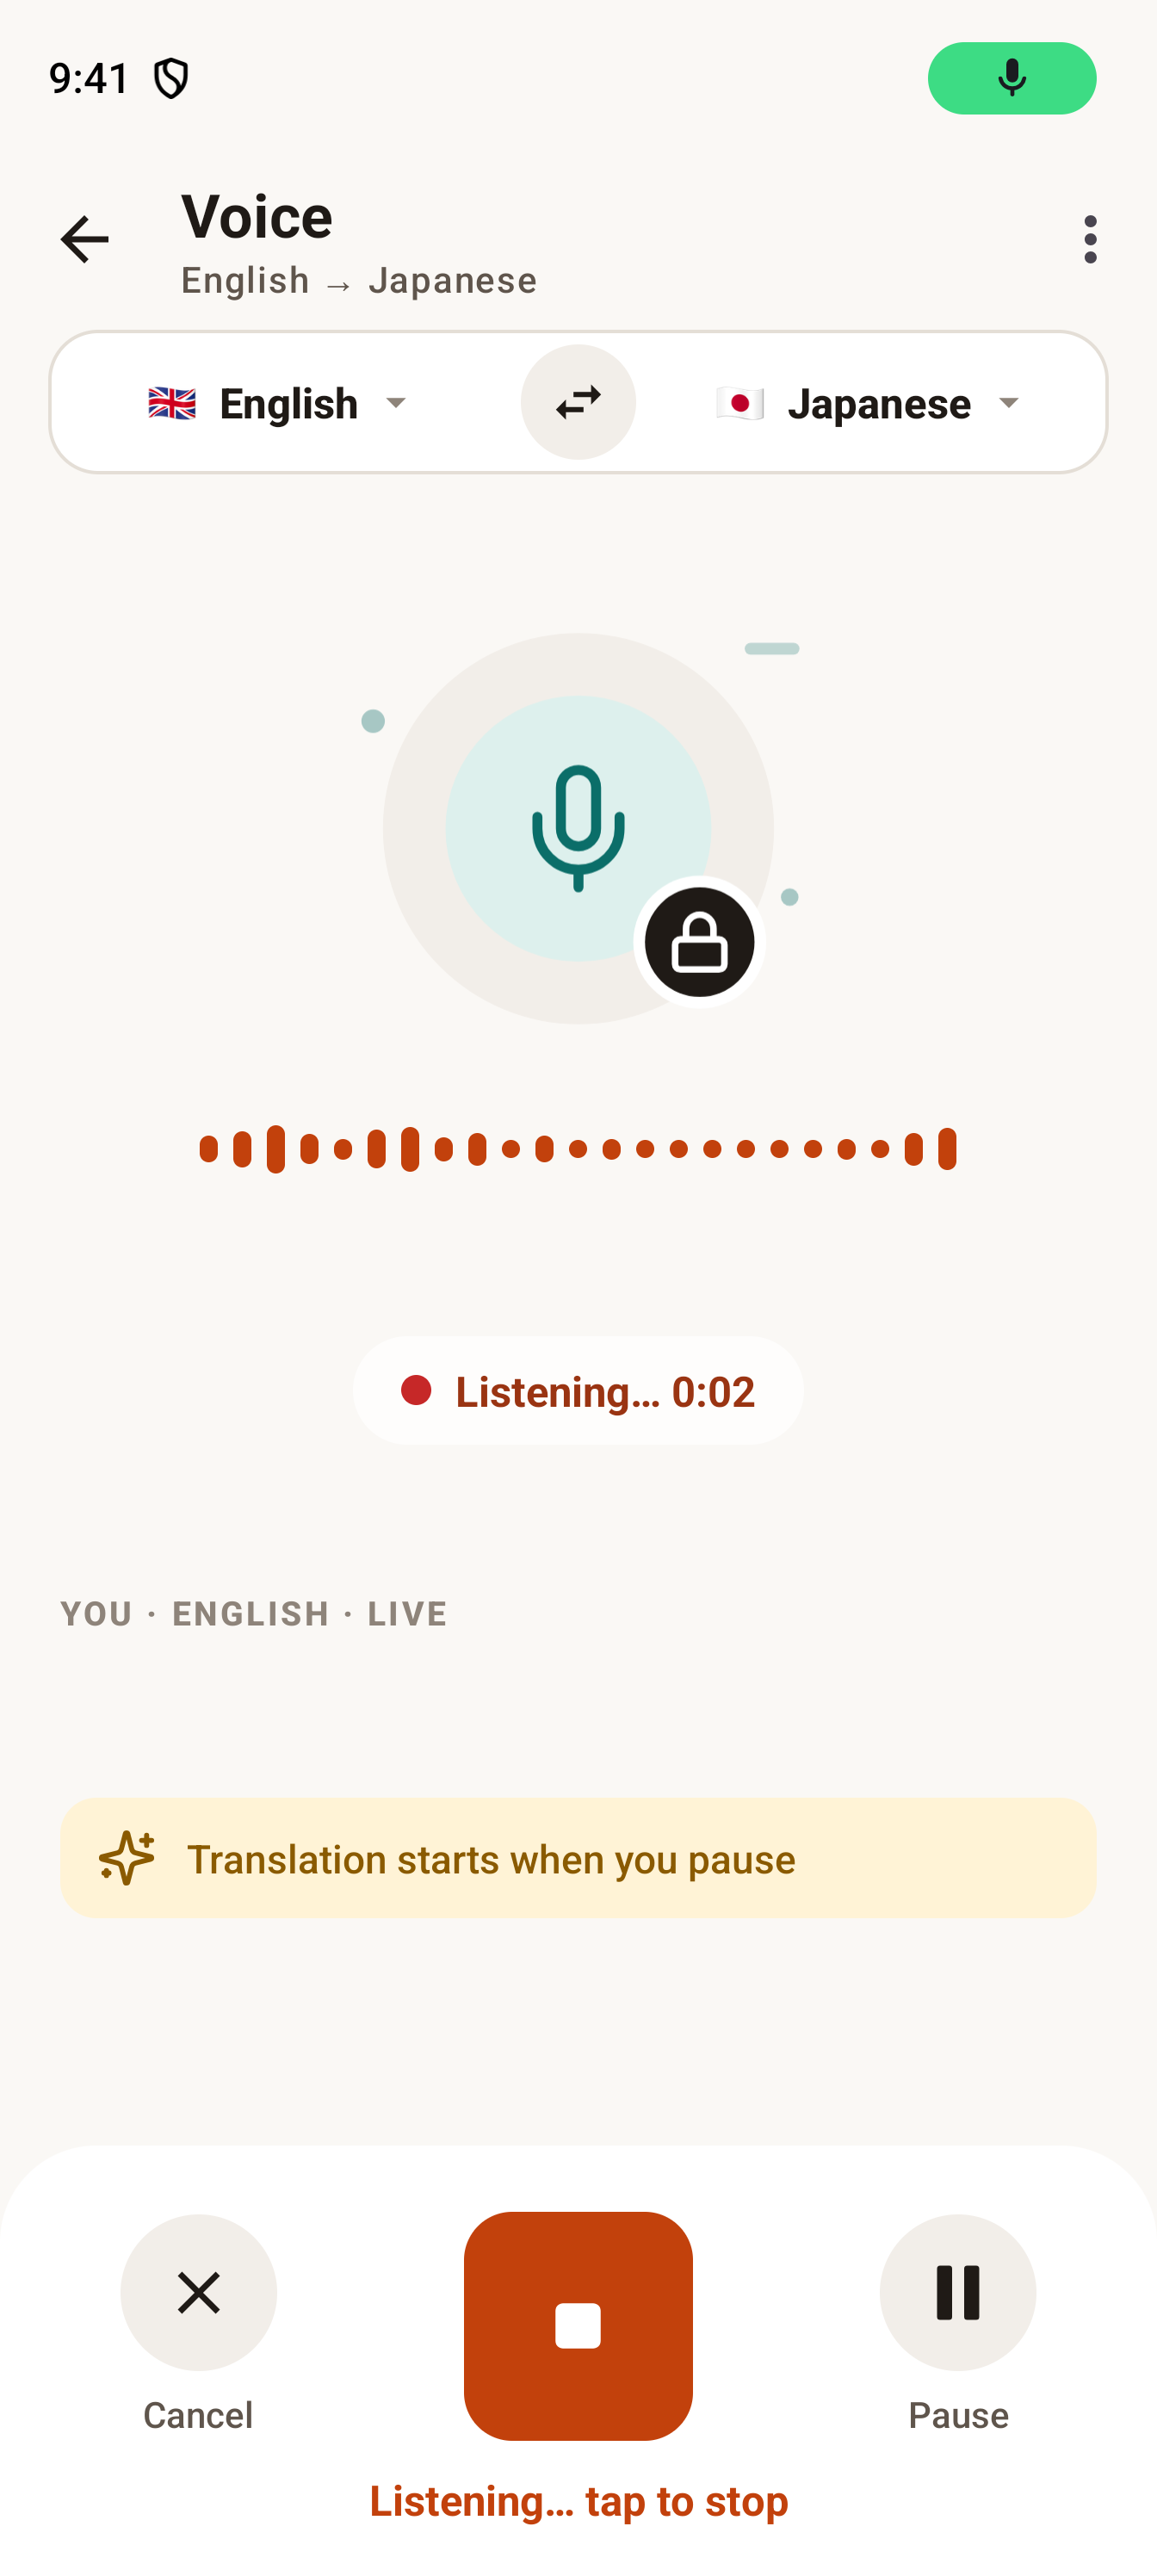 9:41
Voice
English → Japanese
English
Japanese
Listening... 0:02
YOU · ENGLISH · LIVE
Translation starts when you pause
Cancel
Pause
Listening... tap to stop